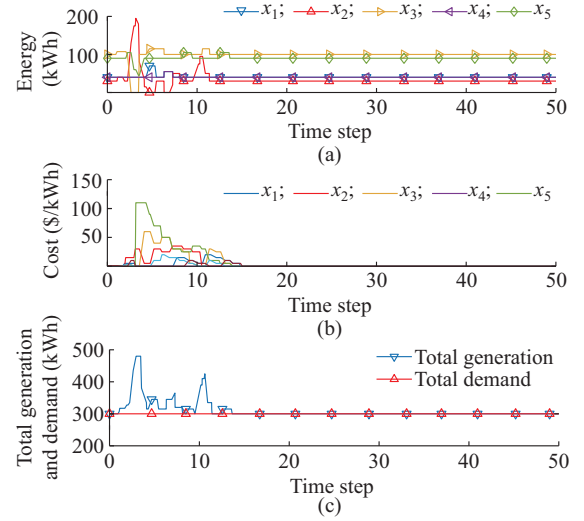 x₁; x₂; x₃; x₄; x₅
Energy
(kWh)
100
0
10
20
30
40
50
Time step
(a)
x₁; x₂; x₃; x₄; x₅
Cost ($/kWh)
150
100
50
0
10
20
30
40
50
Time step
(b)
Total generation
and demand (kWh)
500
400
300
200
Total generation
Total demand
0
10
20
30
40
50
Time step
(c)